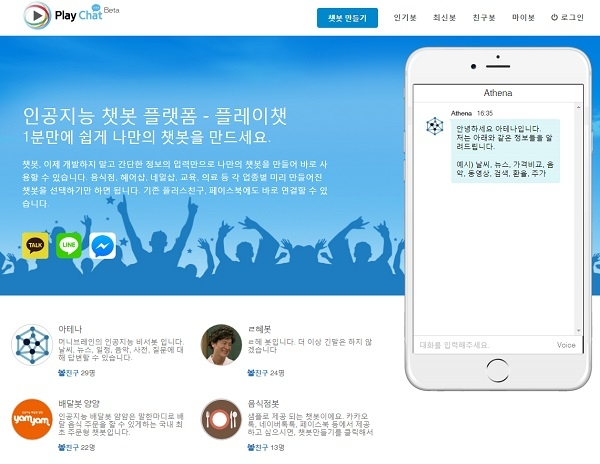 Play Chat Beta
챗봇 만들기
인기봇
최신봇
친구봇
마이봇
로그인
인공지능 챗봇 플랫폼 - 플레이챗
1분만에 쉽게 나만의 챗봇을 만드세요.
챗봇, 이제 개발하지 말고 간단한 정보의 입력만으로 나만의 챗봇을 만들어 바로 사
용할 수 있습니다. 음식점, 헤어샵, 네일샵, 교육, 의료 등 각 업종별 미리 만들어진
챗봇을 선택하기만 하면 됩니다. 기존 플러스친구, 페이스북에도 바로 연결할 수 있
습니다.
TALK
LINE
Athena
Athena 16:35
안녕하세요 아테나입니다.
저는 아래와 같은 정보들을 알
려드립니다.
예시) 날씨, 뉴스, 가격비교, 음
악, 동영상, 검색, 환율, 주가
대화를 입력해주세요.
Voice
아테나
머니브레인의 인공지능 비서봇 입니다.
날씨, 뉴스, 일정, 음악, 사전, 질문에 대
해 답변할 수 있습니다.
친구 29명
ㄹ혜봇
ㄹ혜 봇입니다. 더 이상 긴말은 하지 않
겠습니다
친구 24명
yamyam
배달봇 얌얌
인공지능 배달봇 얌얌은 말한마디로 배
달 음식 주문을 할 수 있게하는 국내 최
초 주문형 챗봇입니다.
친구 22명
음식점봇
샘플로 제공 되는 챗봇이에요. 카카오
톡, 네이버톡톡, 페이스북 등에서 제공
하고 싶으시면, 챗봇만들기를 클릭해서
친구 13명